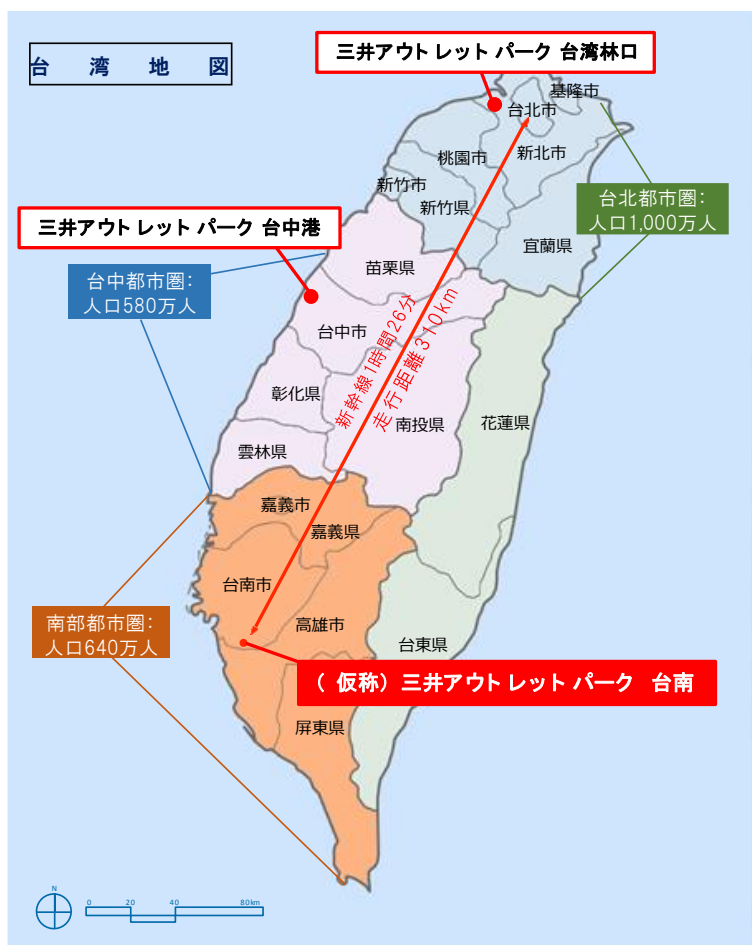 台湾地図
三井アウトレットパーク 台湾林口
基隆市
台北市
桃園市
新北市
新竹市
新竹県
宜蘭県
台北都市圏:
人口1,000万人
三井アウトレットパーク 台中港
苗栗県
台中都市圏:
人口580万人
台中市
新幹線1時間26分
走行距離310km
彰化県
南投県
花蓮県
雲林県
嘉義市
嘉義県
台南市
高雄市
南部都市圏:
人口640万人
台東県
(仮称)三井アウトレットパーク 台南
屏東県
N
0 20 40 80km